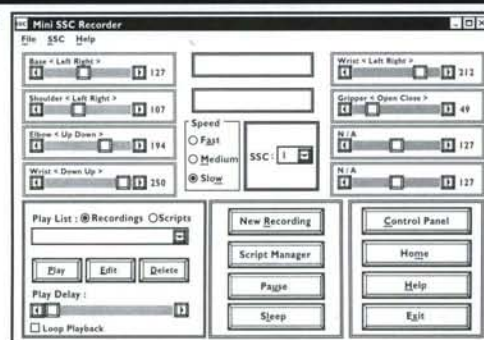 SSC Mini SSC Recorder
File SSC Help
Base < Left Right >
127
Shoulder < Left Right >
107
Elbow < Up Down >
194
Wrist < Down Up >
250
Speed
Fast
Medium
Slow
SSC : 1
Wrist < Left Right >
212
Gripper < Open Close >
49
N / A
127
N / A
127
Play List : Recordings Scripts
Play Edit Delete
Play Delay :
Loop Playback
New Recording
Script Manager
Pause
Sleep
Control Panel
Home
Help
Exit